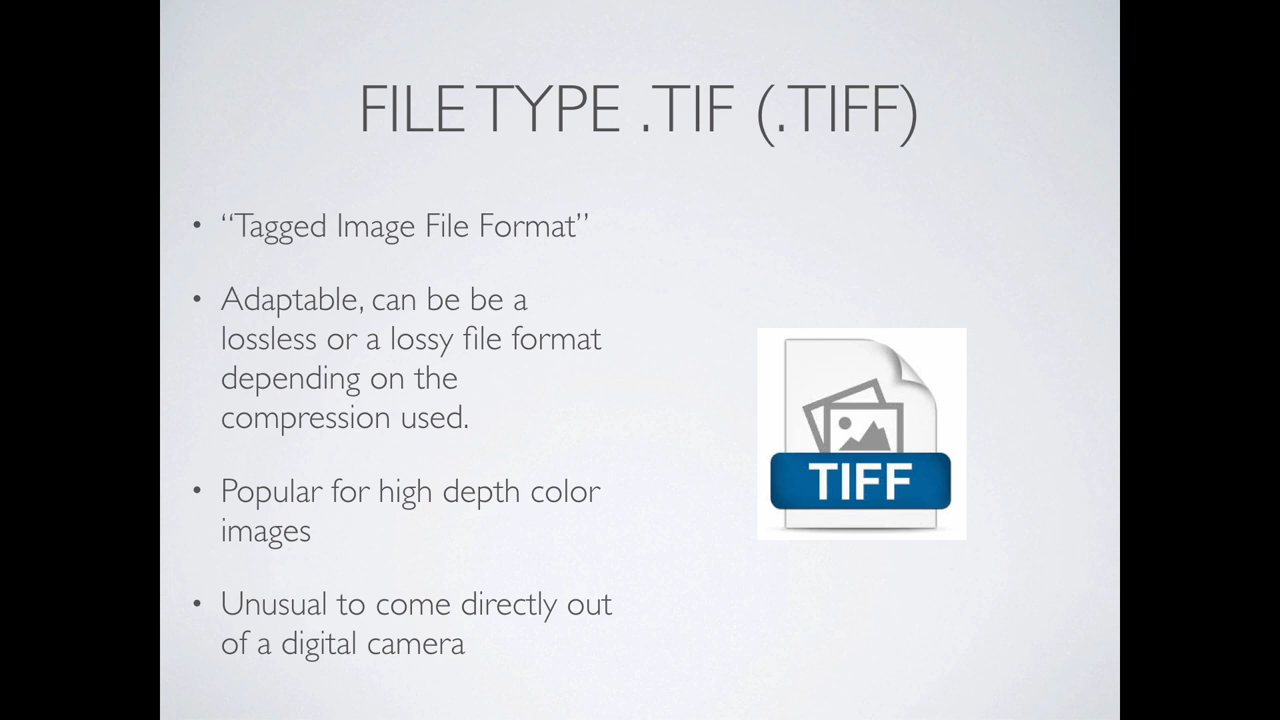 FILE TYPE .TIF (.TIFF)
• “Tagged Image File Format”
• Adaptable, can be be a
lossless or a lossy file format
depending on the
compression used.
• Popular for high depth color
images
• Unusual to come directly out
of a digital camera
TIFF